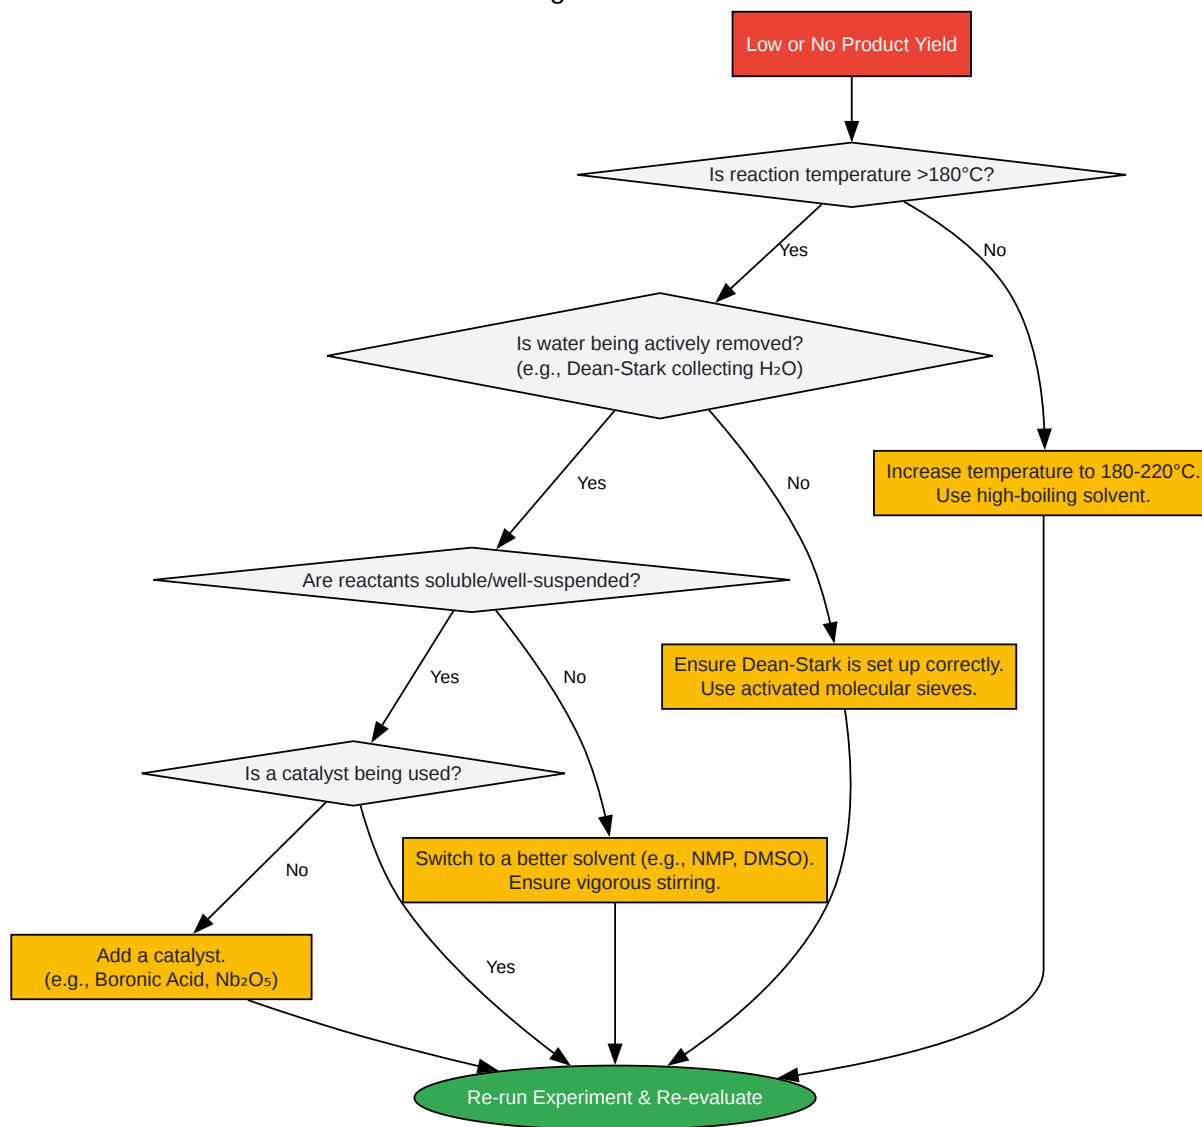 Low or No Product Yield
Is reaction temperature >180°C?
Yes
No
Is water being actively removed?
(e.g., Dean-Stark collecting H₂O)
Yes
No
Increase temperature to 180-220°C.
Use high-boiling solvent.
Are reactants soluble/well-suspended?
Yes
No
Ensure Dean-Stark is set up correctly.
Use activated molecular sieves.
Is a catalyst being used?
No
Yes
Switch to a better solvent (e.g., NMP, DMSO).
Ensure vigorous stirring.
Add a catalyst.
(e.g., Boronic Acid, Nb₂O₅)
Re-run Experiment & Re-evaluate